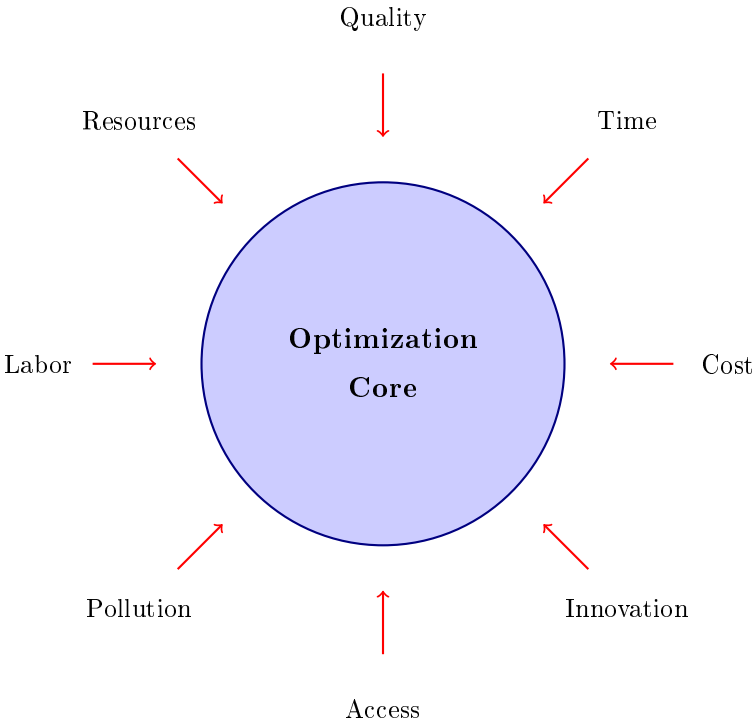 Quality
Resources
Time
Optimization
Core
Labor
Cost
Pollution
Innovation
Access